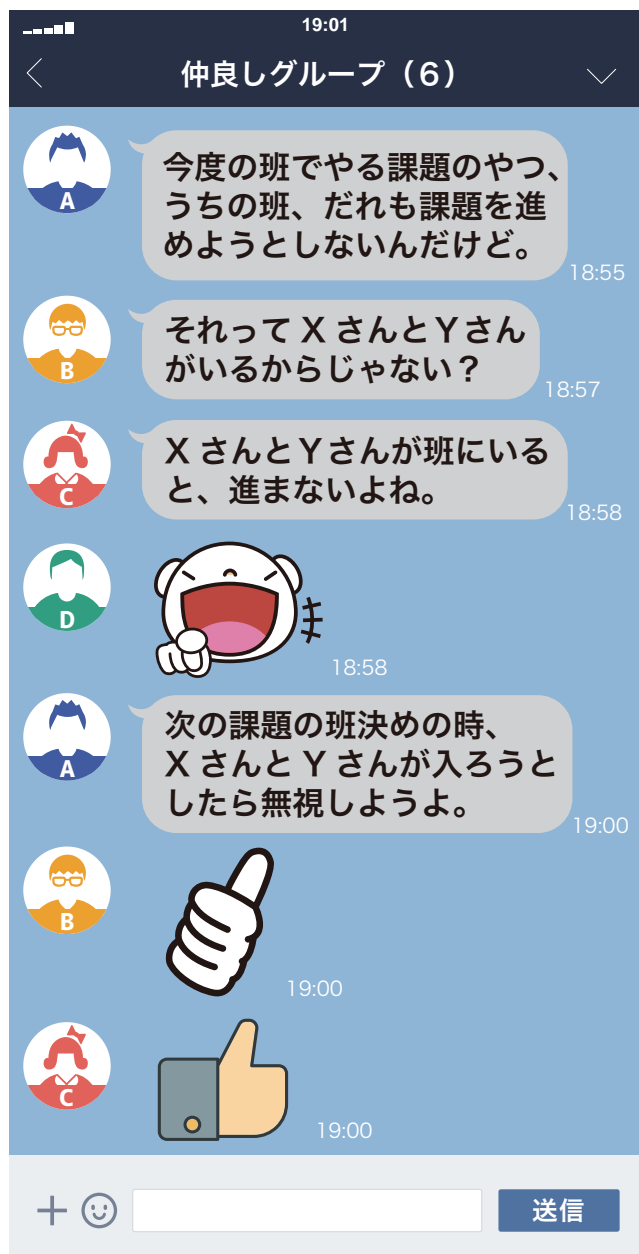 19:01
仲良しグループ（6）
A
今度の班でやる課題のやつ、
うちの班、だれも課題を進
めようとしないんだけど。
18:55
B
それって X さんとYさん
がいるからじゃない？
18:57
C
X さんとYさんが班にいる
と、進まないよね。
18:58
D
18:58
A
次の課題の班決めの時、
X さんと Y さんが入ろうと
したら無視しようよ。
19:00
B
19:00
C
19:00
送信